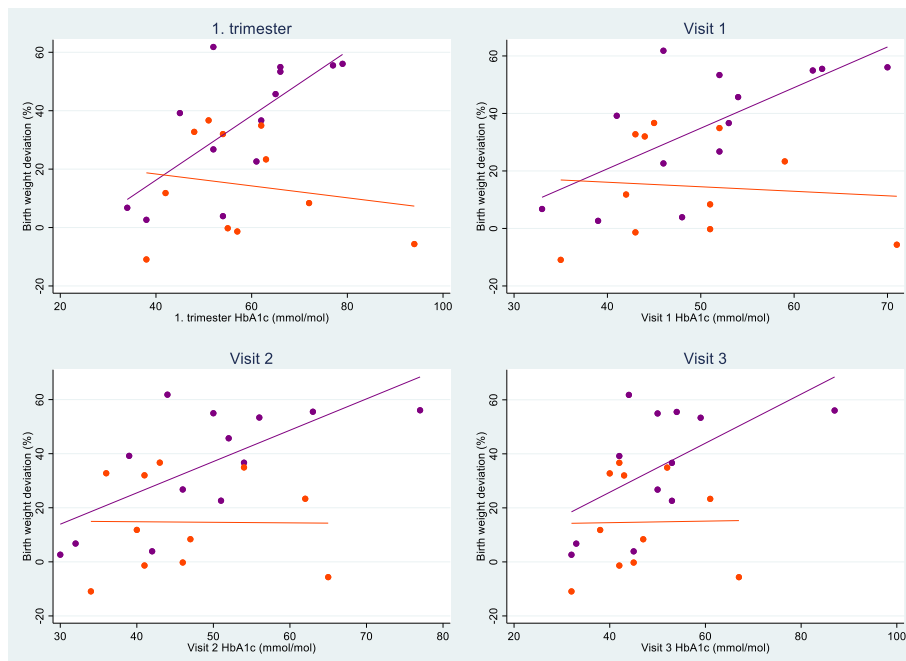 1. trimester
Birth weight deviation (%)
60
40
20
0
-20
20 40 60 80 100
1. trimester HbA1c (mmol/mol)
Visit 1
Birth weight deviation (%)
60
40
20
0
-20
30 40 50 60 70
Visit 1 HbA1c (mmol/mol)
Visit 2
Birth weight deviation (%)
60
40
20
0
-20
30 40 50 60 70 80
Visit 2 HbA1c (mmol/mol)
Visit 3
Birth weight deviation (%)
60
40
20
0
-20
20 40 60 80 100
Visit 3 HbA1c (mmol/mol)